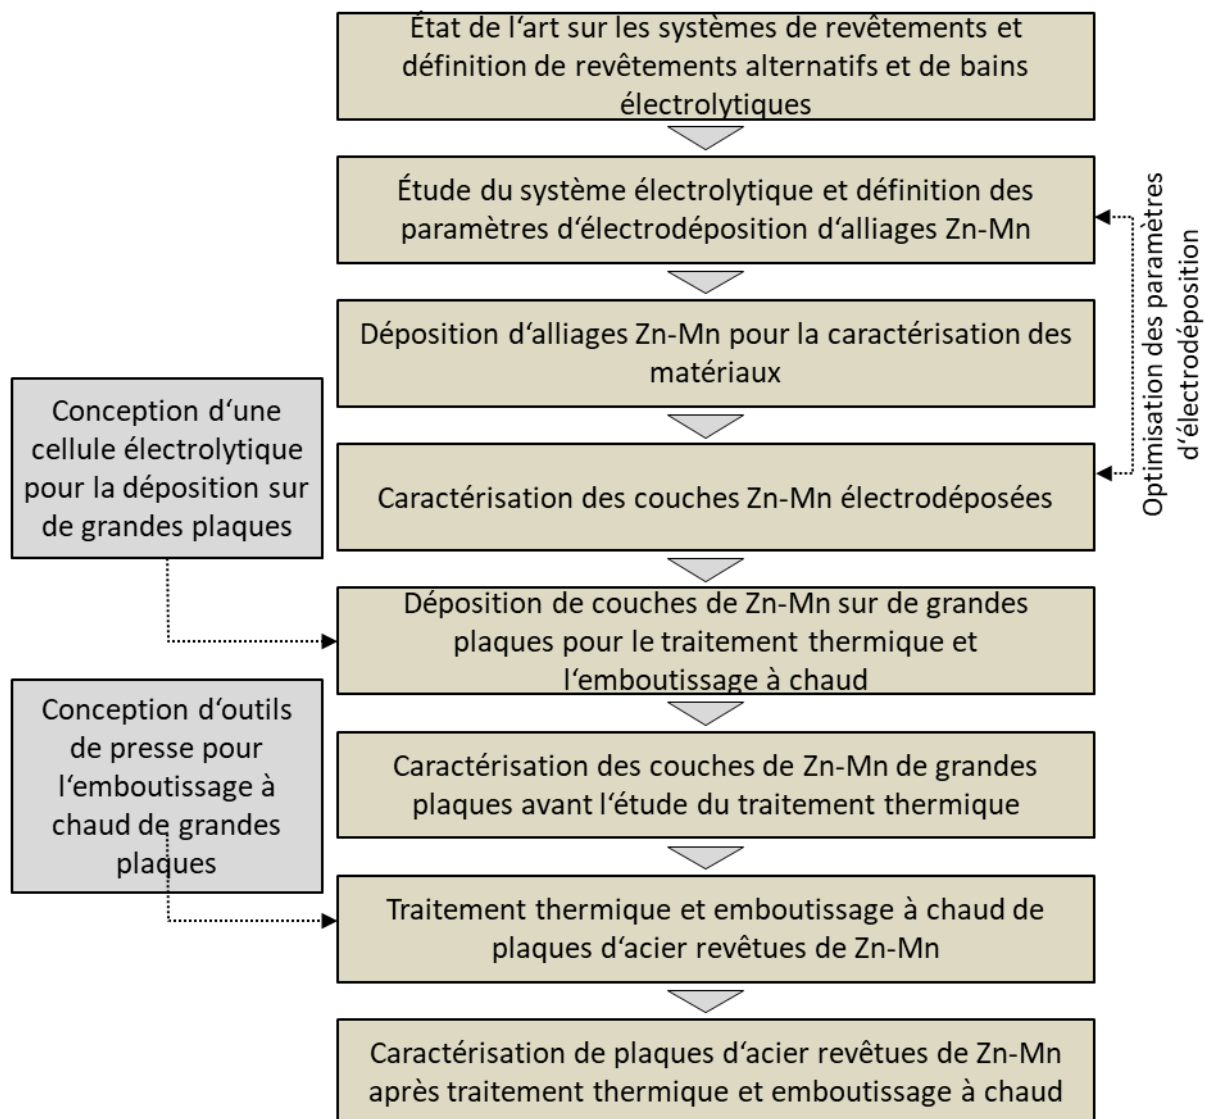 État de l‘art sur les systèmes de revêtements et
définition de revêtements alternatifs et de bains
électrolytiques
Étude du système électrolytique et définition des
paramètres d‘électrodéposition d‘alliages Zn-Mn
Optimisation des paramètres
d‘électrodéposition
Déposition d‘alliages Zn-Mn pour la caractérisation des
matériaux
Caractérisation des couches Zn-Mn électrodéposées
Conception d‘une
cellule électrolytique
pour la déposition sur
de grandes plaques
Déposition de couches de Zn-Mn sur de grandes
plaques pour le traitement thermique et
l‘emboutissage à chaud
Caractérisation des couches de Zn-Mn de grandes
plaques avant l‘étude du traitement thermique
Conception d‘outils
de presse pour
l‘emboutissage à
chaud de grandes
plaques
Traitement thermique et emboutissage à chaud de
plaques d‘acier revêtues de Zn-Mn
Caractérisation de plaques d‘acier revêtues de Zn-Mn
après traitement thermique et emboutissage à chaud